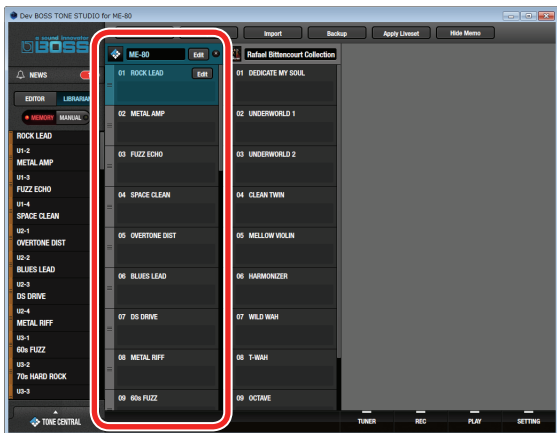 Dev BOSS TONE STUDIO for ME-80
a sound innovator
BOSS
Import
Backup
Apply Liveset
Hide Memo
NEWS
EDITOR
LIBRARIAN
MEMORY
MANUAL
ROCK LEAD
U1-2
METAL AMP
U1-3
FUZZ ECHO
U1-4
SPACE CLEAN
U2-1
OVERTONE DIST
U2-2
BLUES LEAD
U2-3
DS DRIVE
U2-4
METAL RIFF
U3-1
60s FUZZ
U3-2
70s HARD ROCK
U3-3
TONE CENTRAL
ME-80
Edit
01 ROCK LEAD
Edit
02 METAL AMP
03 FUZZ ECHO
04 SPACE CLEAN
05 OVERTONE DIST
06 BLUES LEAD
07 DS DRIVE
08 METAL RIFF
09 60s FUZZ
Rafael Bittencourt Collection
01 DEDICATE MY SOUL
02 UNDERWORLD 1
03 UNDERWORLD 2
04 CLEAN TWIN
05 MELLOW VIOLIN
06 HARMONIZER
07 WILD WAH
08 T-WAH
09 OCTAVE
TUNER
REC
PLAY
SETTING